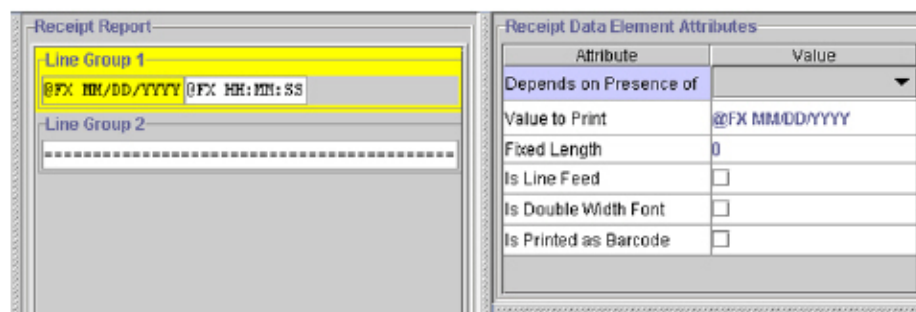 Receipt Report
Line Group 1
@FX MM/DD/YYYY @FX HH:MM:SS
Line Group 2
==========================================
Receipt Data Element Attributes
Attribute Value
Depends on Presence of
Value to Print @FX MM/DD/YYYY
Fixed Length 0
Is Line Feed
Is Double Width Font
Is Printed as Barcode